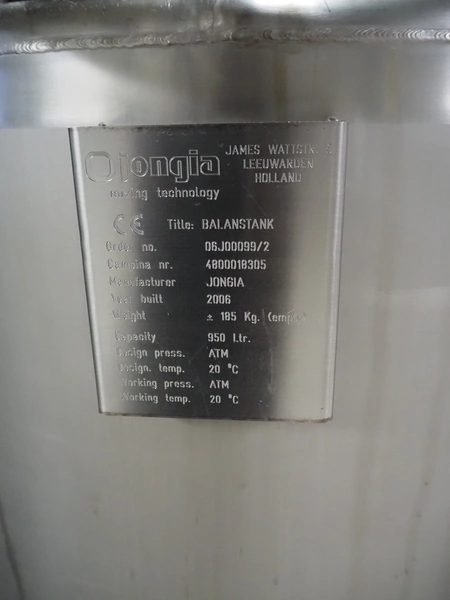 jongia
mixing technology
JAMES WATTSTR.
LEEUWARDEN
HOLLAND
CE Title: BALANSTANK
Order no. 06J00099/2
Campina nr. 4800018305
Manufacturer JONGIA
Year built 2006
Weight ± 185 Kg. (empty)
Capacity 950 Ltr.
Design press. ATM
Design. temp. 20 °C
Working press. ATM
Working temp. 20 °C